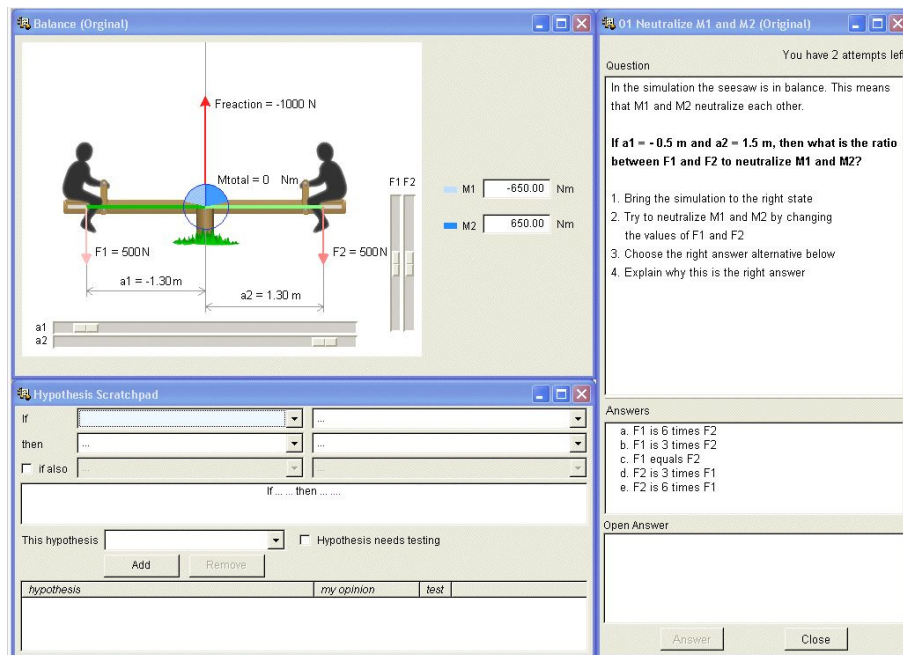 Balance (Orginal)
Freaction = -1000 N
Mtotal = 0 Nm
F1 F2
M1 -650.00 Nm
M2 650.00 Nm
F1 = 500N
F2 = 500N
a1 = -1.30 m
a2 = 1.30 m
a1
a2
Hypothesis Scratchpad
If ...
then ... ...
if also ... ...
If ... ... then ... ....
This hypothesis
Hypothesis needs testing
Add Remove
hypothesis my opinion test
01 Neutralize M1 and M2 (Original)
You have 2 attempts left
Question
In the simulation the seesaw is in balance. This means
that M1 and M2 neutralize each other.
If a1 = - 0.5 m and a2 = 1.5 m, then what is the ratio
between F1 and F2 to neutralize M1 and M2?
1. Bring the simulation to the right state
2. Try to neutralize M1 and M2 by changing
the values of F1 and F2
3. Choose the right answer alternative below
4. Explain why this is the right answer
Answers
a. F1 is 6 times F2
b. F1 is 3 times F2
c. F1 equals F2
d. F2 is 3 times F1
e. F2 is 6 times F1
Open Answer
Answer Close